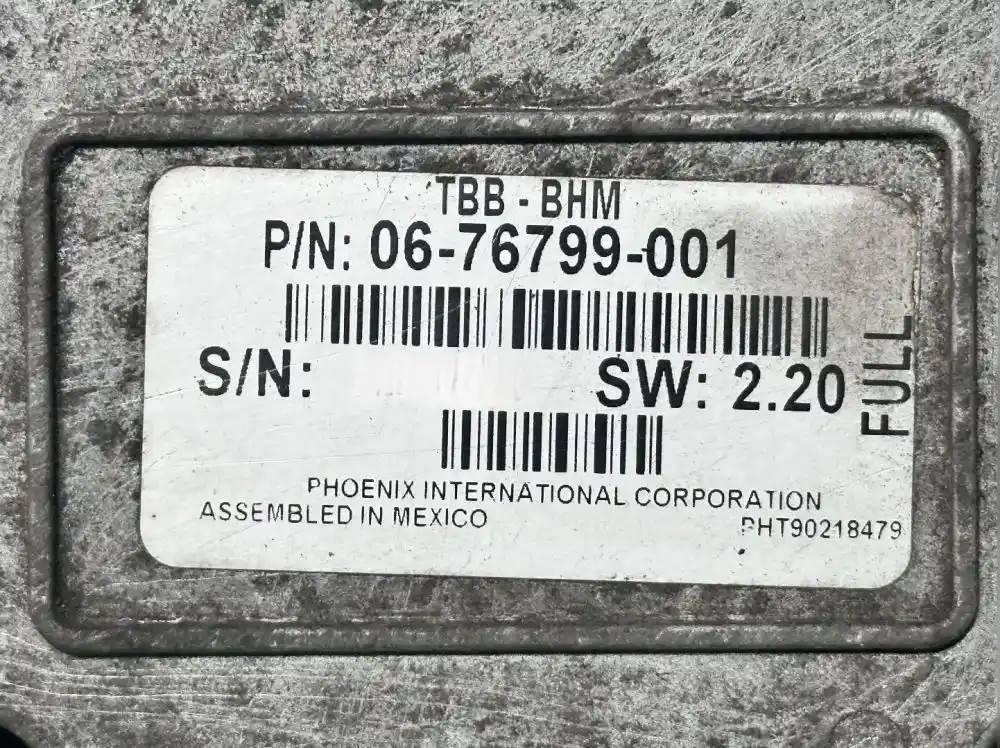 TBB - BHM
P/N: 06-76799-001
S/N:
SW: 2.20
FULL
PHOENIX INTERNATIONAL CORPORATION
ASSEMBLED IN MEXICO
PHT90218479